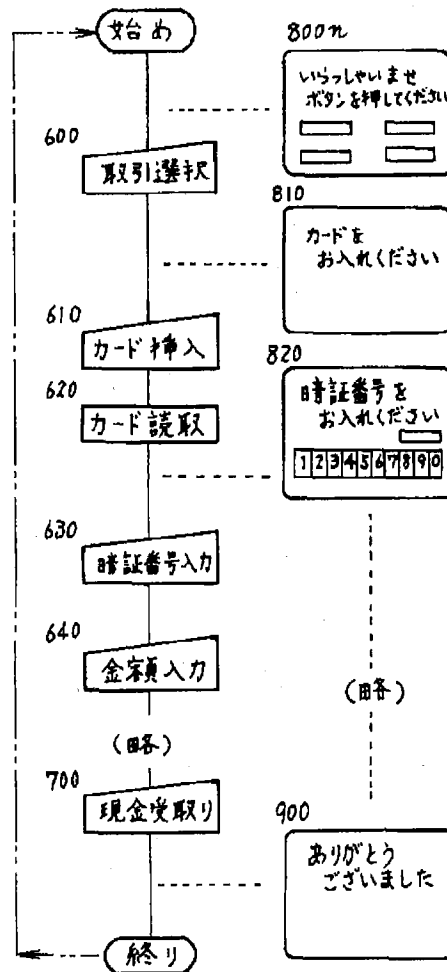 始め
800n
いらっしゃいませ
ボタンを押してください
600
取引選択
810
カードを
お入れください
610
カード挿入
620
カード読取
820
暗証番号を
お入れください
1234567890
630
暗証番号入力
640
金額入力
(略)
(略)
700
現金受取り
900
ありがとう
ございました
終り